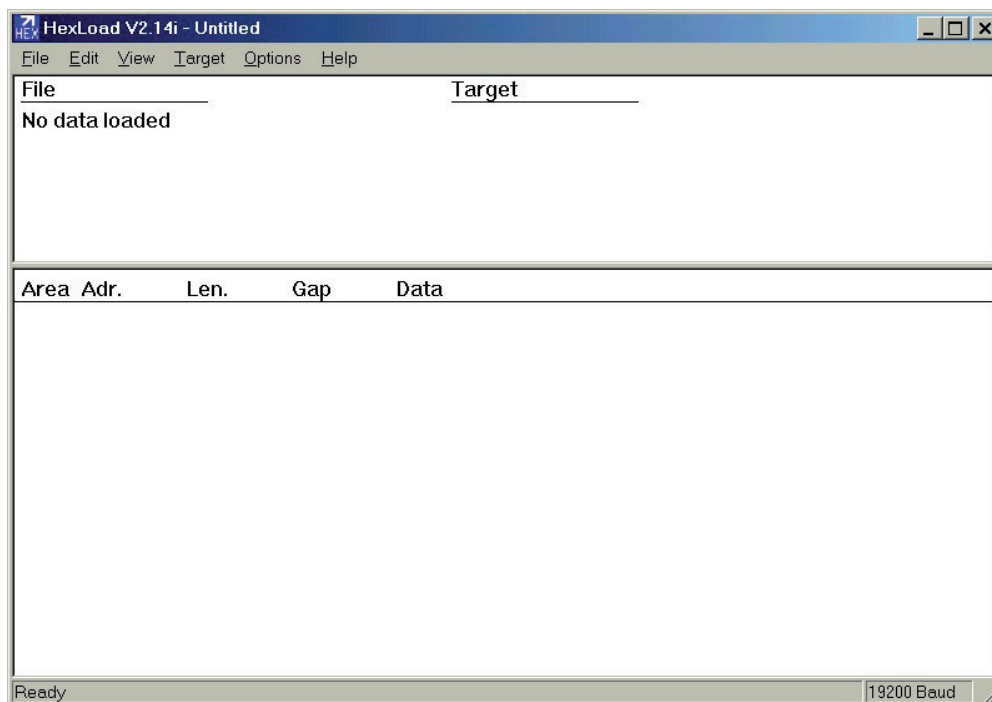 HEX HexLoad V2.14i - Untitled
File Edit View Target Options Help
File Target
No data loaded
Area Adr. Len. Gap Data
Ready 19200 Baud